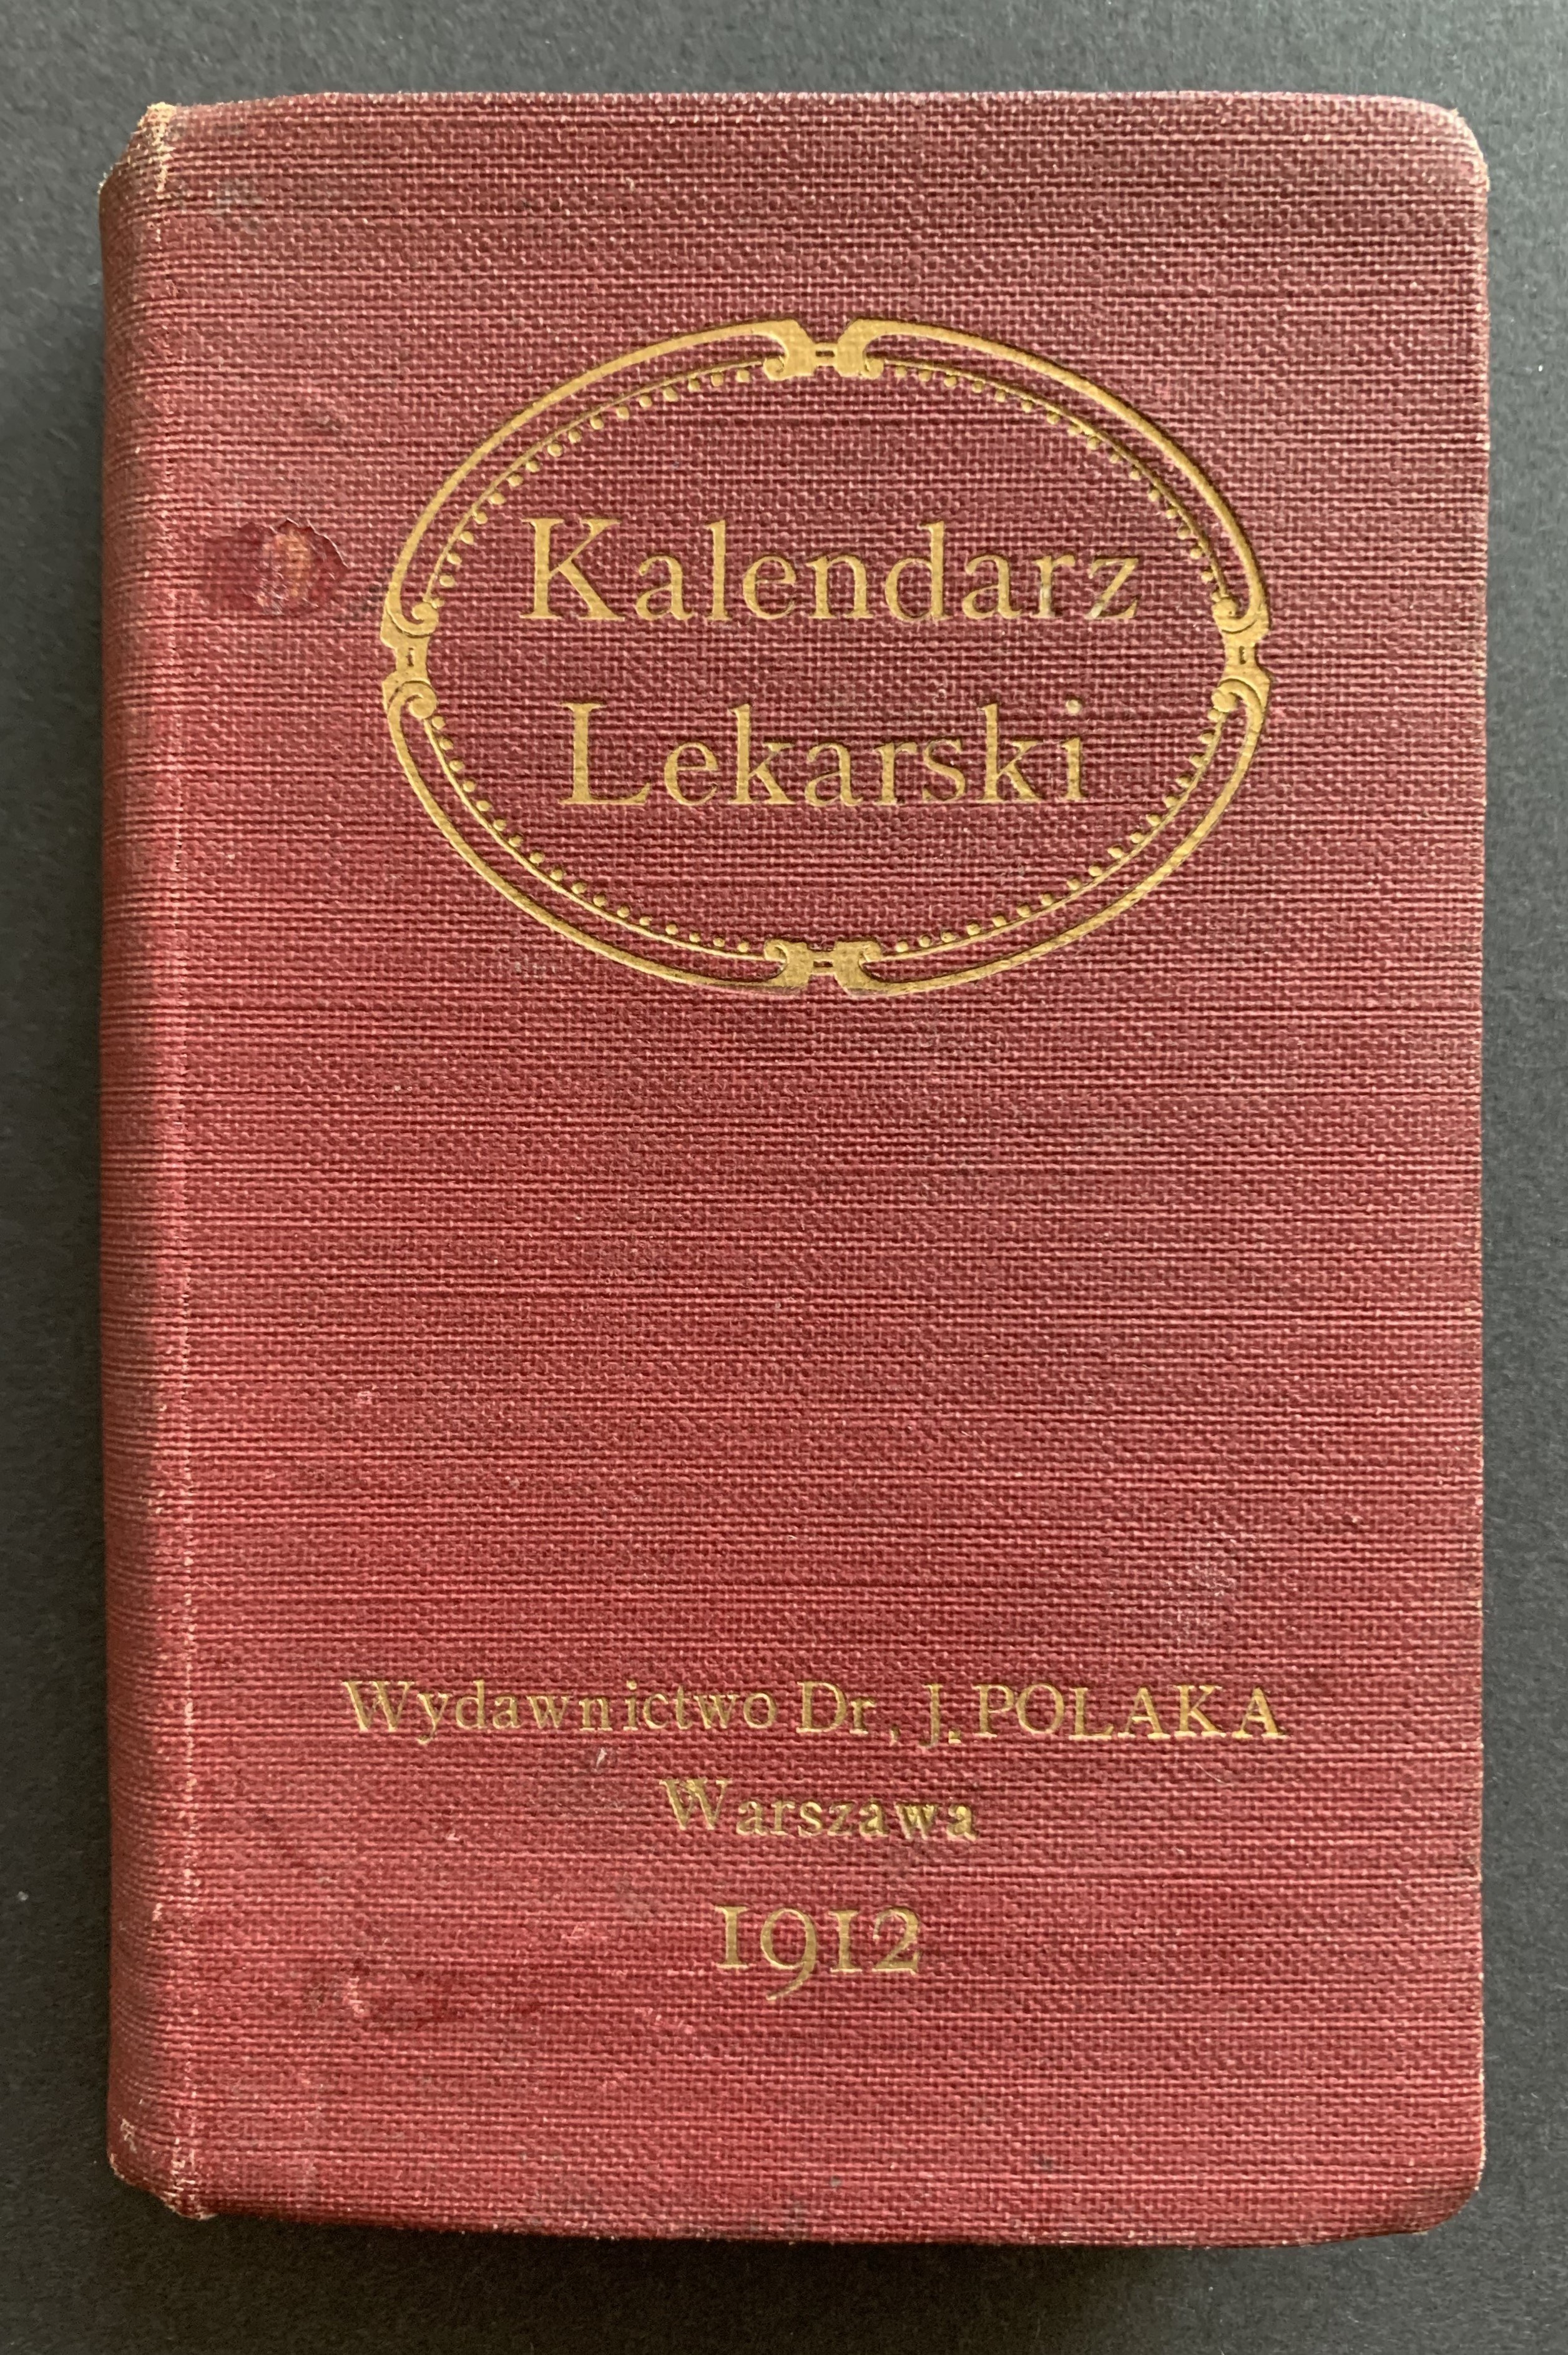 Kalendarz
Lekarski
Wydawnictwo Dr, J. POLAKA
Warszawa
1912